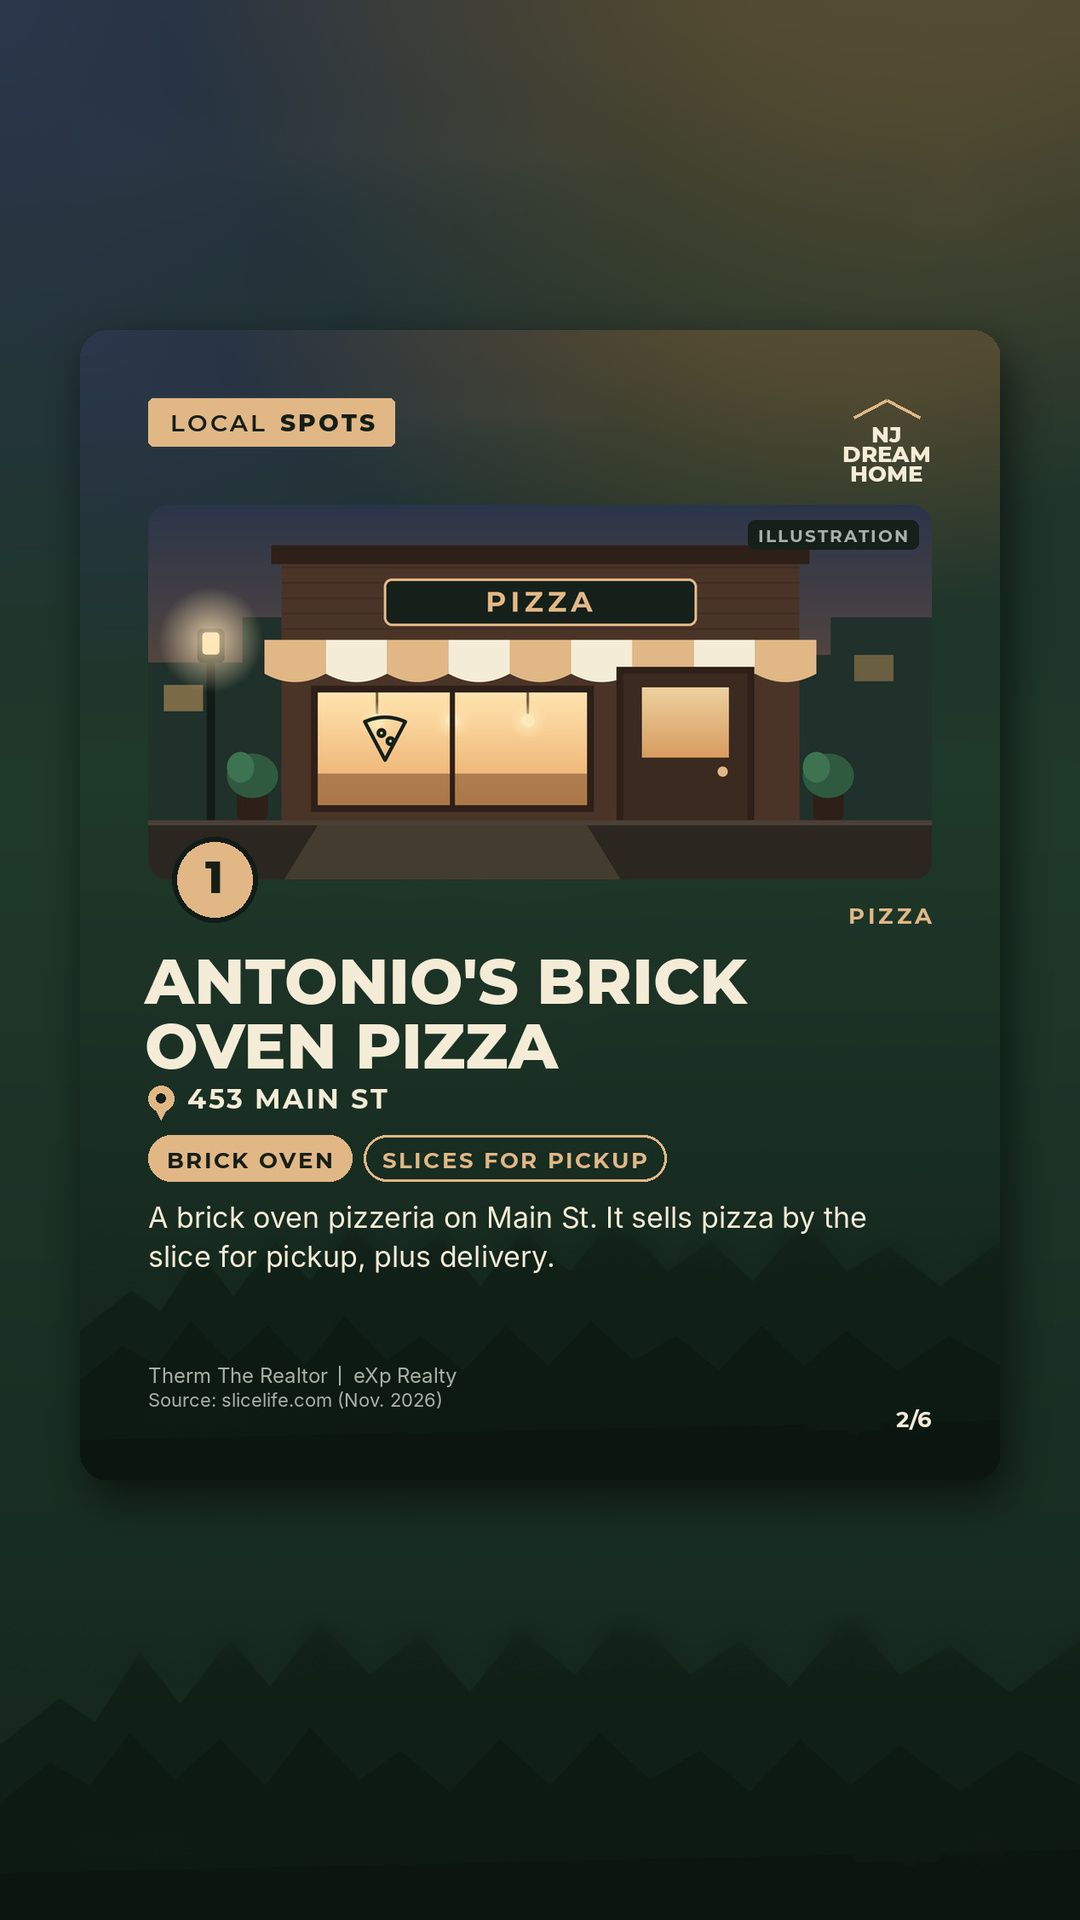 LOCAL SPOTS
NJ
DREAM
HOME
ILLUSTRATION
PIZZA
1
PIZZA
ANTONIO'S BRICK
OVEN PIZZA
453 MAIN ST
BRICK OVEN
SLICES FOR PICKUP
A brick oven pizzeria on Main St. It sells pizza by the
slice for pickup, plus delivery.
Therm The Realtor | eXp Realty
Source: slicelife.com (Nov. 2026)
2/6